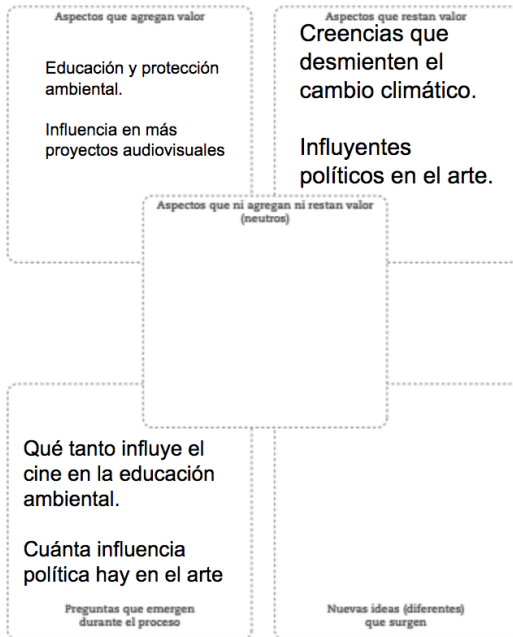 Aspectos que agregan valor
Educación y protección
ambiental.
Influencia en más
proyectos audiovisuales
Aspectos que restan valor
Creencias que
desmienten el
cambio climático.
Influyentes
políticos en el arte.
Aspectos que ni agregan ni restan valor
(neutros)
Qué tanto influye el
cine en la educación
ambiental.
Cuánta influencia
política hay en el arte
Preguntas que emergen
durante el proceso
Nuevas ideas (diferentes)
que surgen